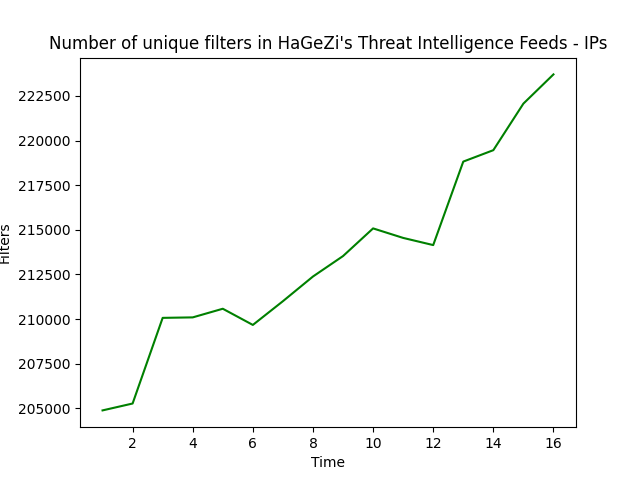 Number of unique filters in HaGeZi's Threat Intelligence Feeds - IPs
222500
220000
217500
215000
212500
210000
207500
205000
Filters
2 4 6 8 10 12 14 16
Time